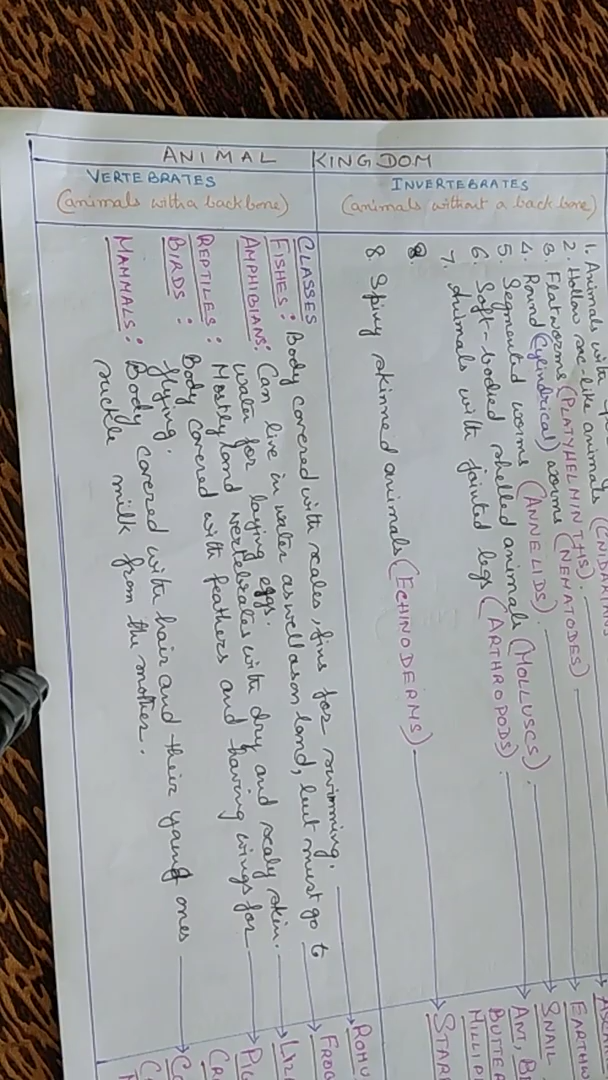 ANIMAL KINGDOM
INVERTEBRATES
(animals without a backbone)
1. Animals with
2. Hollow sac like animals
3. Flatworms (PLATYHELMINTHS).
4. Round (Cylindrical) worms (NEMATODES)
5. Segmented worms (ANNELIDS).
6. Soft-bodied shelled animals (MOLLUSCS).
7. Animals with jointed legs (ARTHROPODS).
8. Spiny skinned animals (ECHINODERMS)
SNAIL
ANT,
STAR
VERTEBRATES
(animals with a backbone)
CLASSES
FISHES: Body covered with scales, fins for swimming.
AMPHIBIANS: Can live in water as well as on land, but must go to
water for laying eggs.
REPTILES: Mostly land vertebrates with dry and scaly skin.
BIRDS: Body covered with feathers and having wings for
flying.
MAMMALS: Body covered with hair and their young ones
suckle milk from the mother.
ROHU
FROG